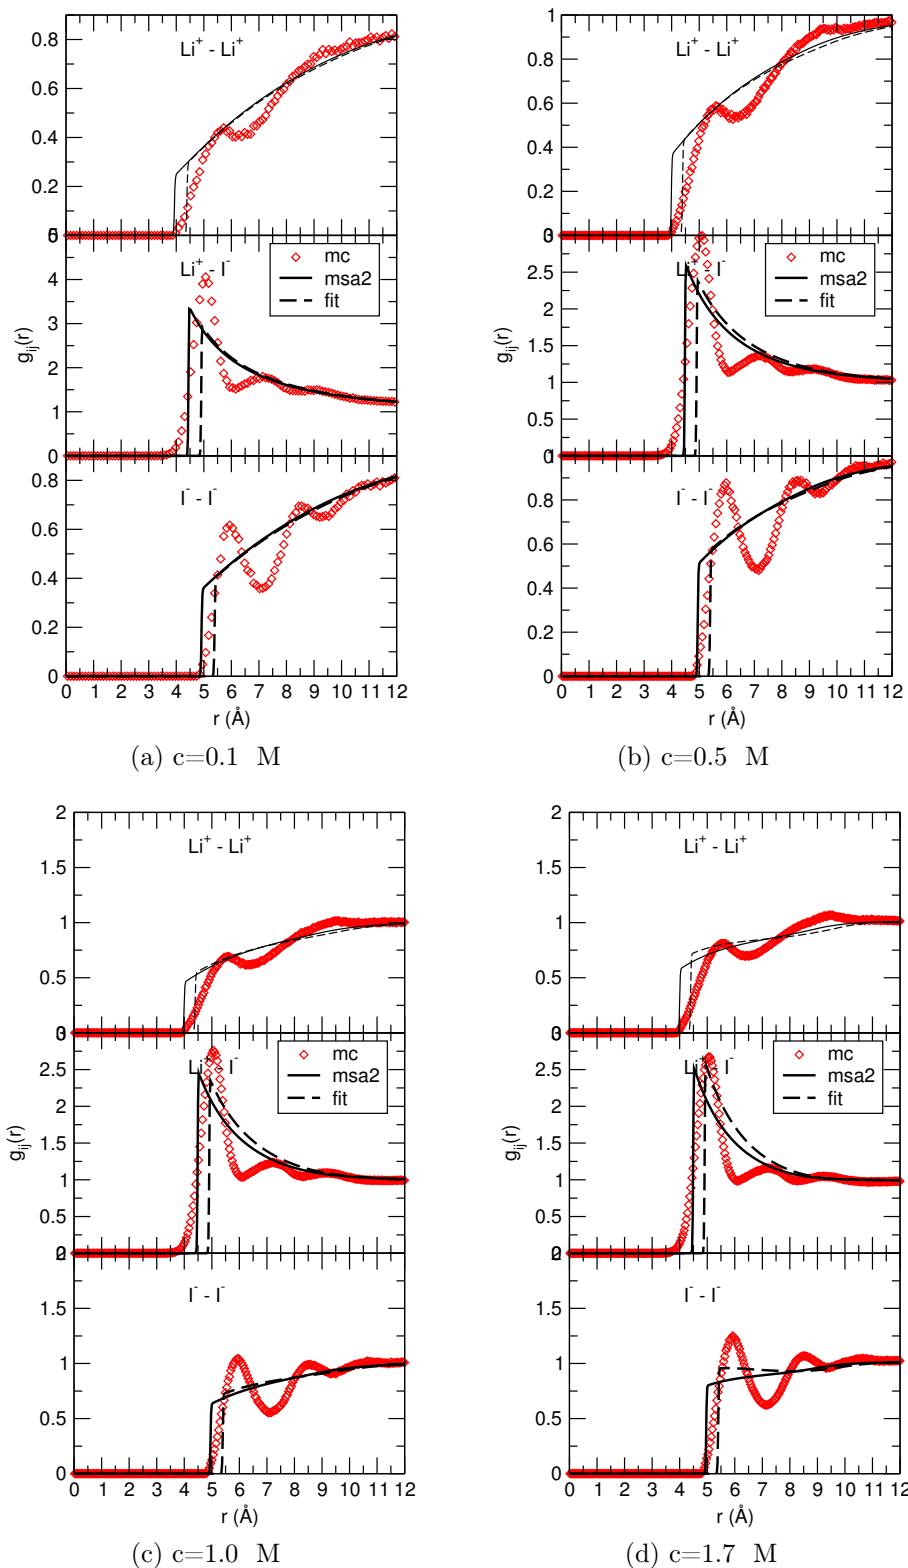 0.8
0.6
0.4
0.2
0
Li⁺ - Li⁺
5
4
3
2
1
0
Li⁺ - I⁻
mc
msa2
fit
g_ij(r)
0.8
0.6
0.4
0.2
0
I⁻ - I⁻
0 1 2 3 4 5 6 7 8 9 10 11 12
r (Å)
(a) c=0.1 M
1
0.8
0.6
0.4
0.2
0
Li⁺ - Li⁺
3
2.5
2
1.5
1
0.5
0
Li⁺ - I⁻
mc
msa2
fit
g_ij(r)
1
0.8
0.6
0.4
0.2
0
I⁻ - I⁻
0 1 2 3 4 5 6 7 8 9 10 11 12
r (Å)
(b) c=0.5 M
2
1.5
1
0.5
0
Li⁺ - Li⁺
3
2.5
2
1.5
1
0.5
0
Li⁺ - I⁻
mc
msa2
fit
g_ij(r)
2
1.5
1
0.5
0
I⁻ - I⁻
0 1 2 3 4 5 6 7 8 9 10 11 12
r (Å)
(c) c=1.0 M
2
1.5
1
0.5
0
Li⁺ - Li⁺
3
2.5
2
1.5
1
0.5
0
Li⁺ - I⁻
mc
msa2
fit
g_ij(r)
2
1.5
1
0.5
0
I⁻ - I⁻
0 1 2 3 4 5 6 7 8 9 10 11 12
r (Å)
(d) c=1.7 M